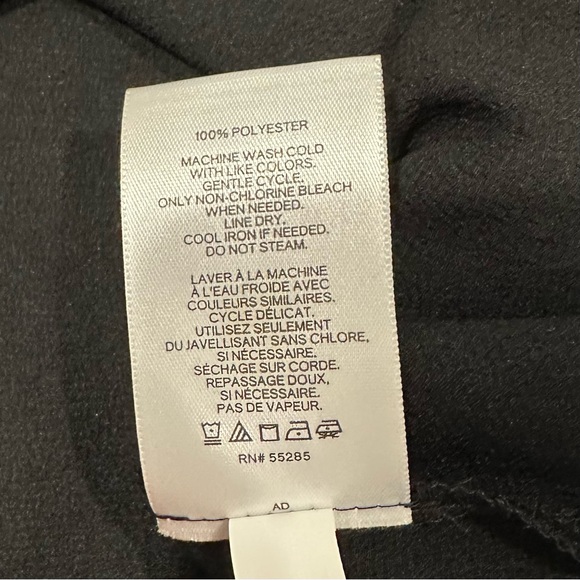 100% POLYESTER
MACHINE WASH COLD
WITH LIKE COLORS.
GENTLE CYCLE.
ONLY NON-CHLORINE BLEACH
WHEN NEEDED.
LINE DRY.
COOL IRON IF NEEDED.
DO NOT STEAM.
LAVER À LA MACHINE
À L'EAU FROIDE AVEC
COULEURS SIMILAIRES.
CYCLE DÉLICAT.
UTILISEZ SEULEMENT
DU JAVELLISANT SANS CHLORE,
SI NÉCESSAIRE.
SÉCHAGE SUR CORDE.
REPASSAGE DOUX,
SI NÉCESSAIRE.
PAS DE VAPEUR.
RN# 55285
AD